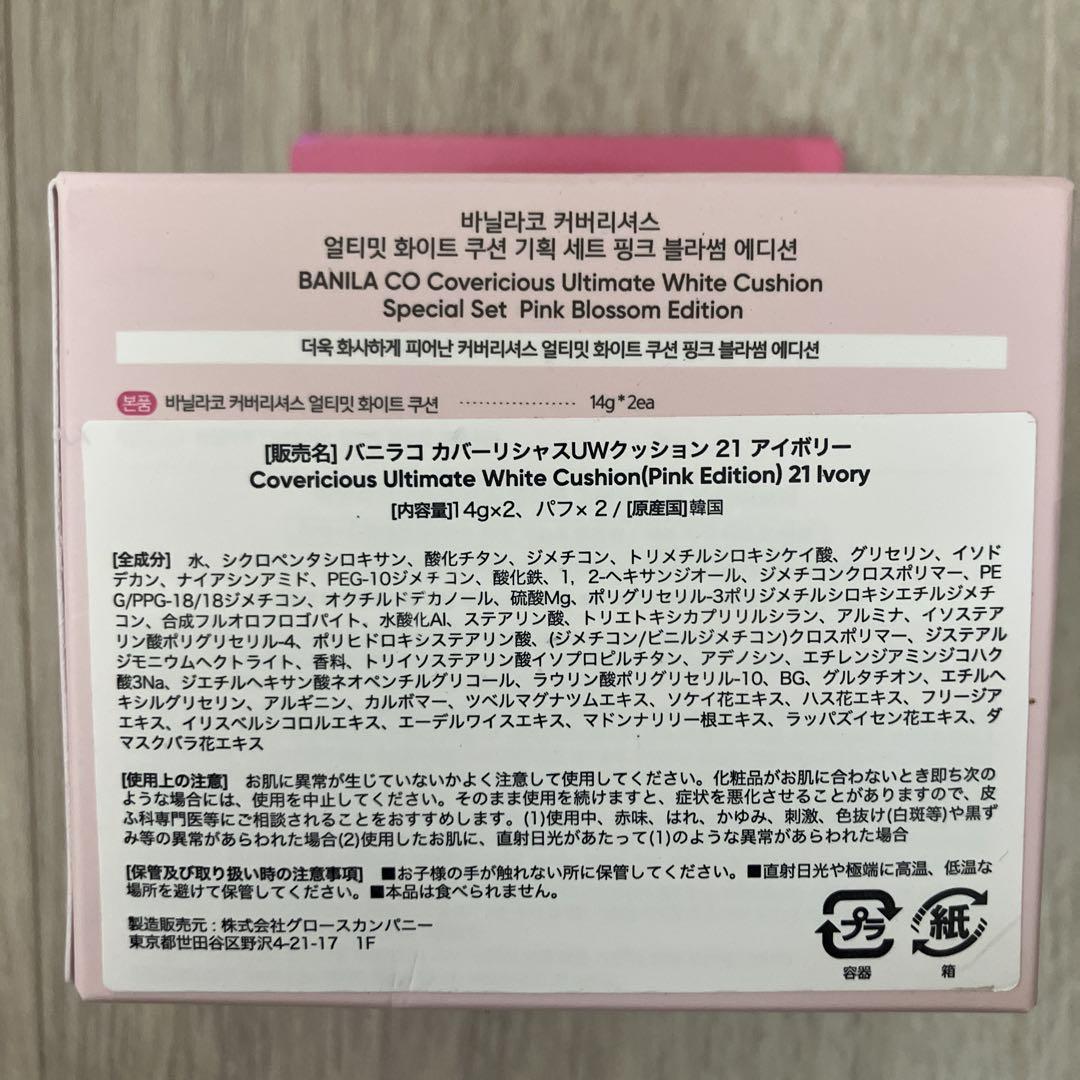 바닐라코 커버리셔스
얼티밋 화이트 쿠션 기획 세트 핑크 블라썸 에디션
BANILA CO Covericious Ultimate White Cushion
Special Set Pink Blossom Edition
더욱 화사하게 피어난 커버리셔스 얼티밋 화이트 쿠션 핑크 블라썸 에디션
본품 바닐라코 커버리셔스 얼티밋 화이트 쿠션 ····················· 14g*2ea
[販売名] バニラコ カバーリシャスUWクッション 21 アイボリー
Covericious Ultimate White Cushion(Pink Edition) 21 Ivory
[内容量]14g×2、パフ× 2 / [原産国]韓国
[全成分] 水、シクロペンタシロキサン、酸化チタン、ジメチコン、トリメチルシロキシケイ酸、グリセリン、イソド
デカン、ナイアシンアミド、PEG-10ジメチコン、酸化鉄、1，2-ヘキサンジオール、ジメチコンクロスポリマー、PE
G/PPG-18/18ジメチコン、オクチルドデカノール、硫酸Mg、ポリグリセリル-3ポリジメチルシロキシエチルジメチ
コン、合成フルオロフロゴパイト、水酸化Al、ステアリン酸、トリエトキシカプリリルシラン、アルミナ、イソステア
リン酸ポリグリセリル-4、ポリヒドロキシステアリン酸、(ジメチコン/ビニルジメチコン)クロスポリマー、ジステアル
ジモニウムヘクトライト、香料、トリイソステアリン酸イソプロピルチタン、アデノシン、エチレンジアミンジコハク
酸3Na、ジエチルヘキサン酸ネオペンチルグリコール、ラウリン酸ポリグリセリル-10、BG、グルタチオン、エチルヘ
キシルグリセリン、アルギニン、カルボマー、ツベルマグナツムエキス、ソケイ花エキス、ハス花エキス、フリージア
エキス、イリスベルシコロルエキス、エーデルワイスエキス、マドンナリリー根エキス、ラッパズイセン花エキス、ダ
マスクバラ花エキス
[使用上の注意] お肌に異常が生じていないかよく注意して使用してください。化粧品がお肌に合わないとき即ち次の
ような場合には、使用を中止してください。そのまま使用を続けますと、症状を悪化させることがありますので、皮
ふ科専門医等にご相談されることをおすすめします。(1)使用中、赤味、はれ、かゆみ、刺激、色抜け(白斑等)や黒ず
み等の異常があらわれた場合(2)使用したお肌に、直射日光があたって(1)のような異常があらわれた場合
[保管及び取り扱い時の注意事項] ■お子様の手が触れない所に保管してください。■直射日光や極端に高温、低温な
場所を避けて保管してください。■本品は食べられません。
製造販売元：株式会社グロースカンパニー
東京都世田谷区野沢4-21-17 1F
プラ 紙
容器 箱